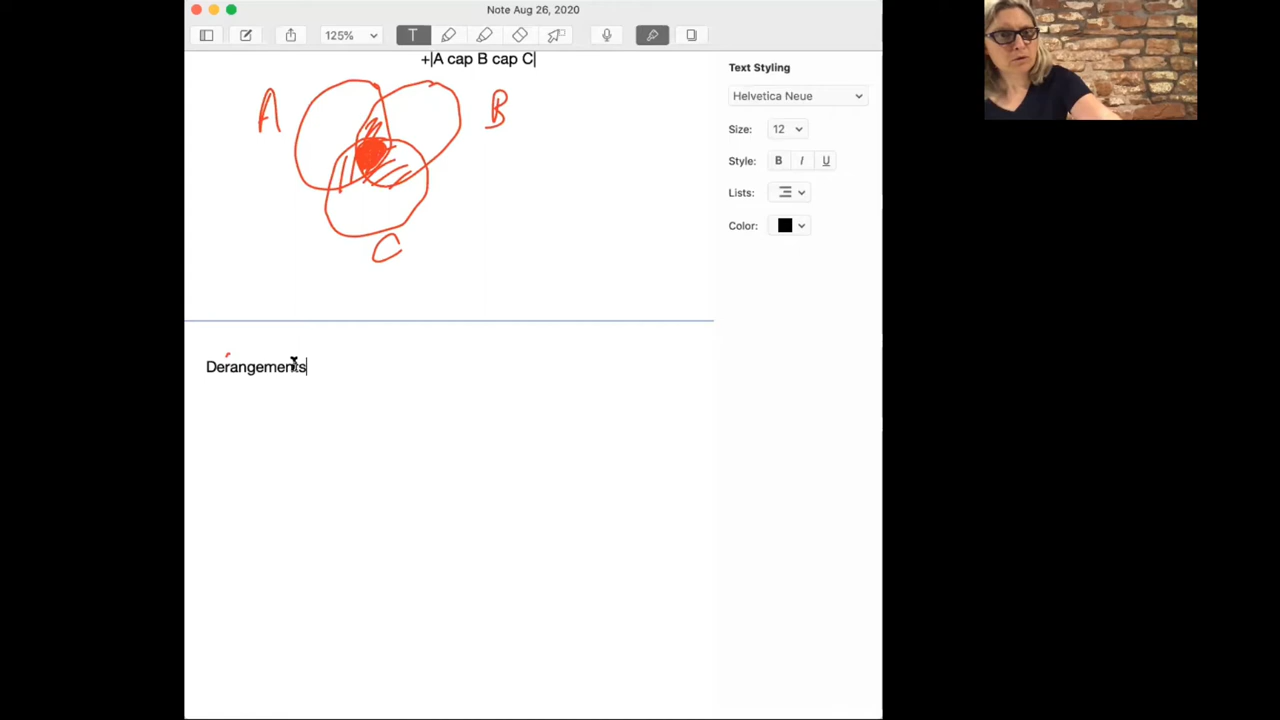 Note Aug 26, 2020
125%
T
+|A cap B cap C|
A
B
C
Derangements
Text Styling
Helvetica Neue
Size: 12
Style: B I U
Lists:
Color: